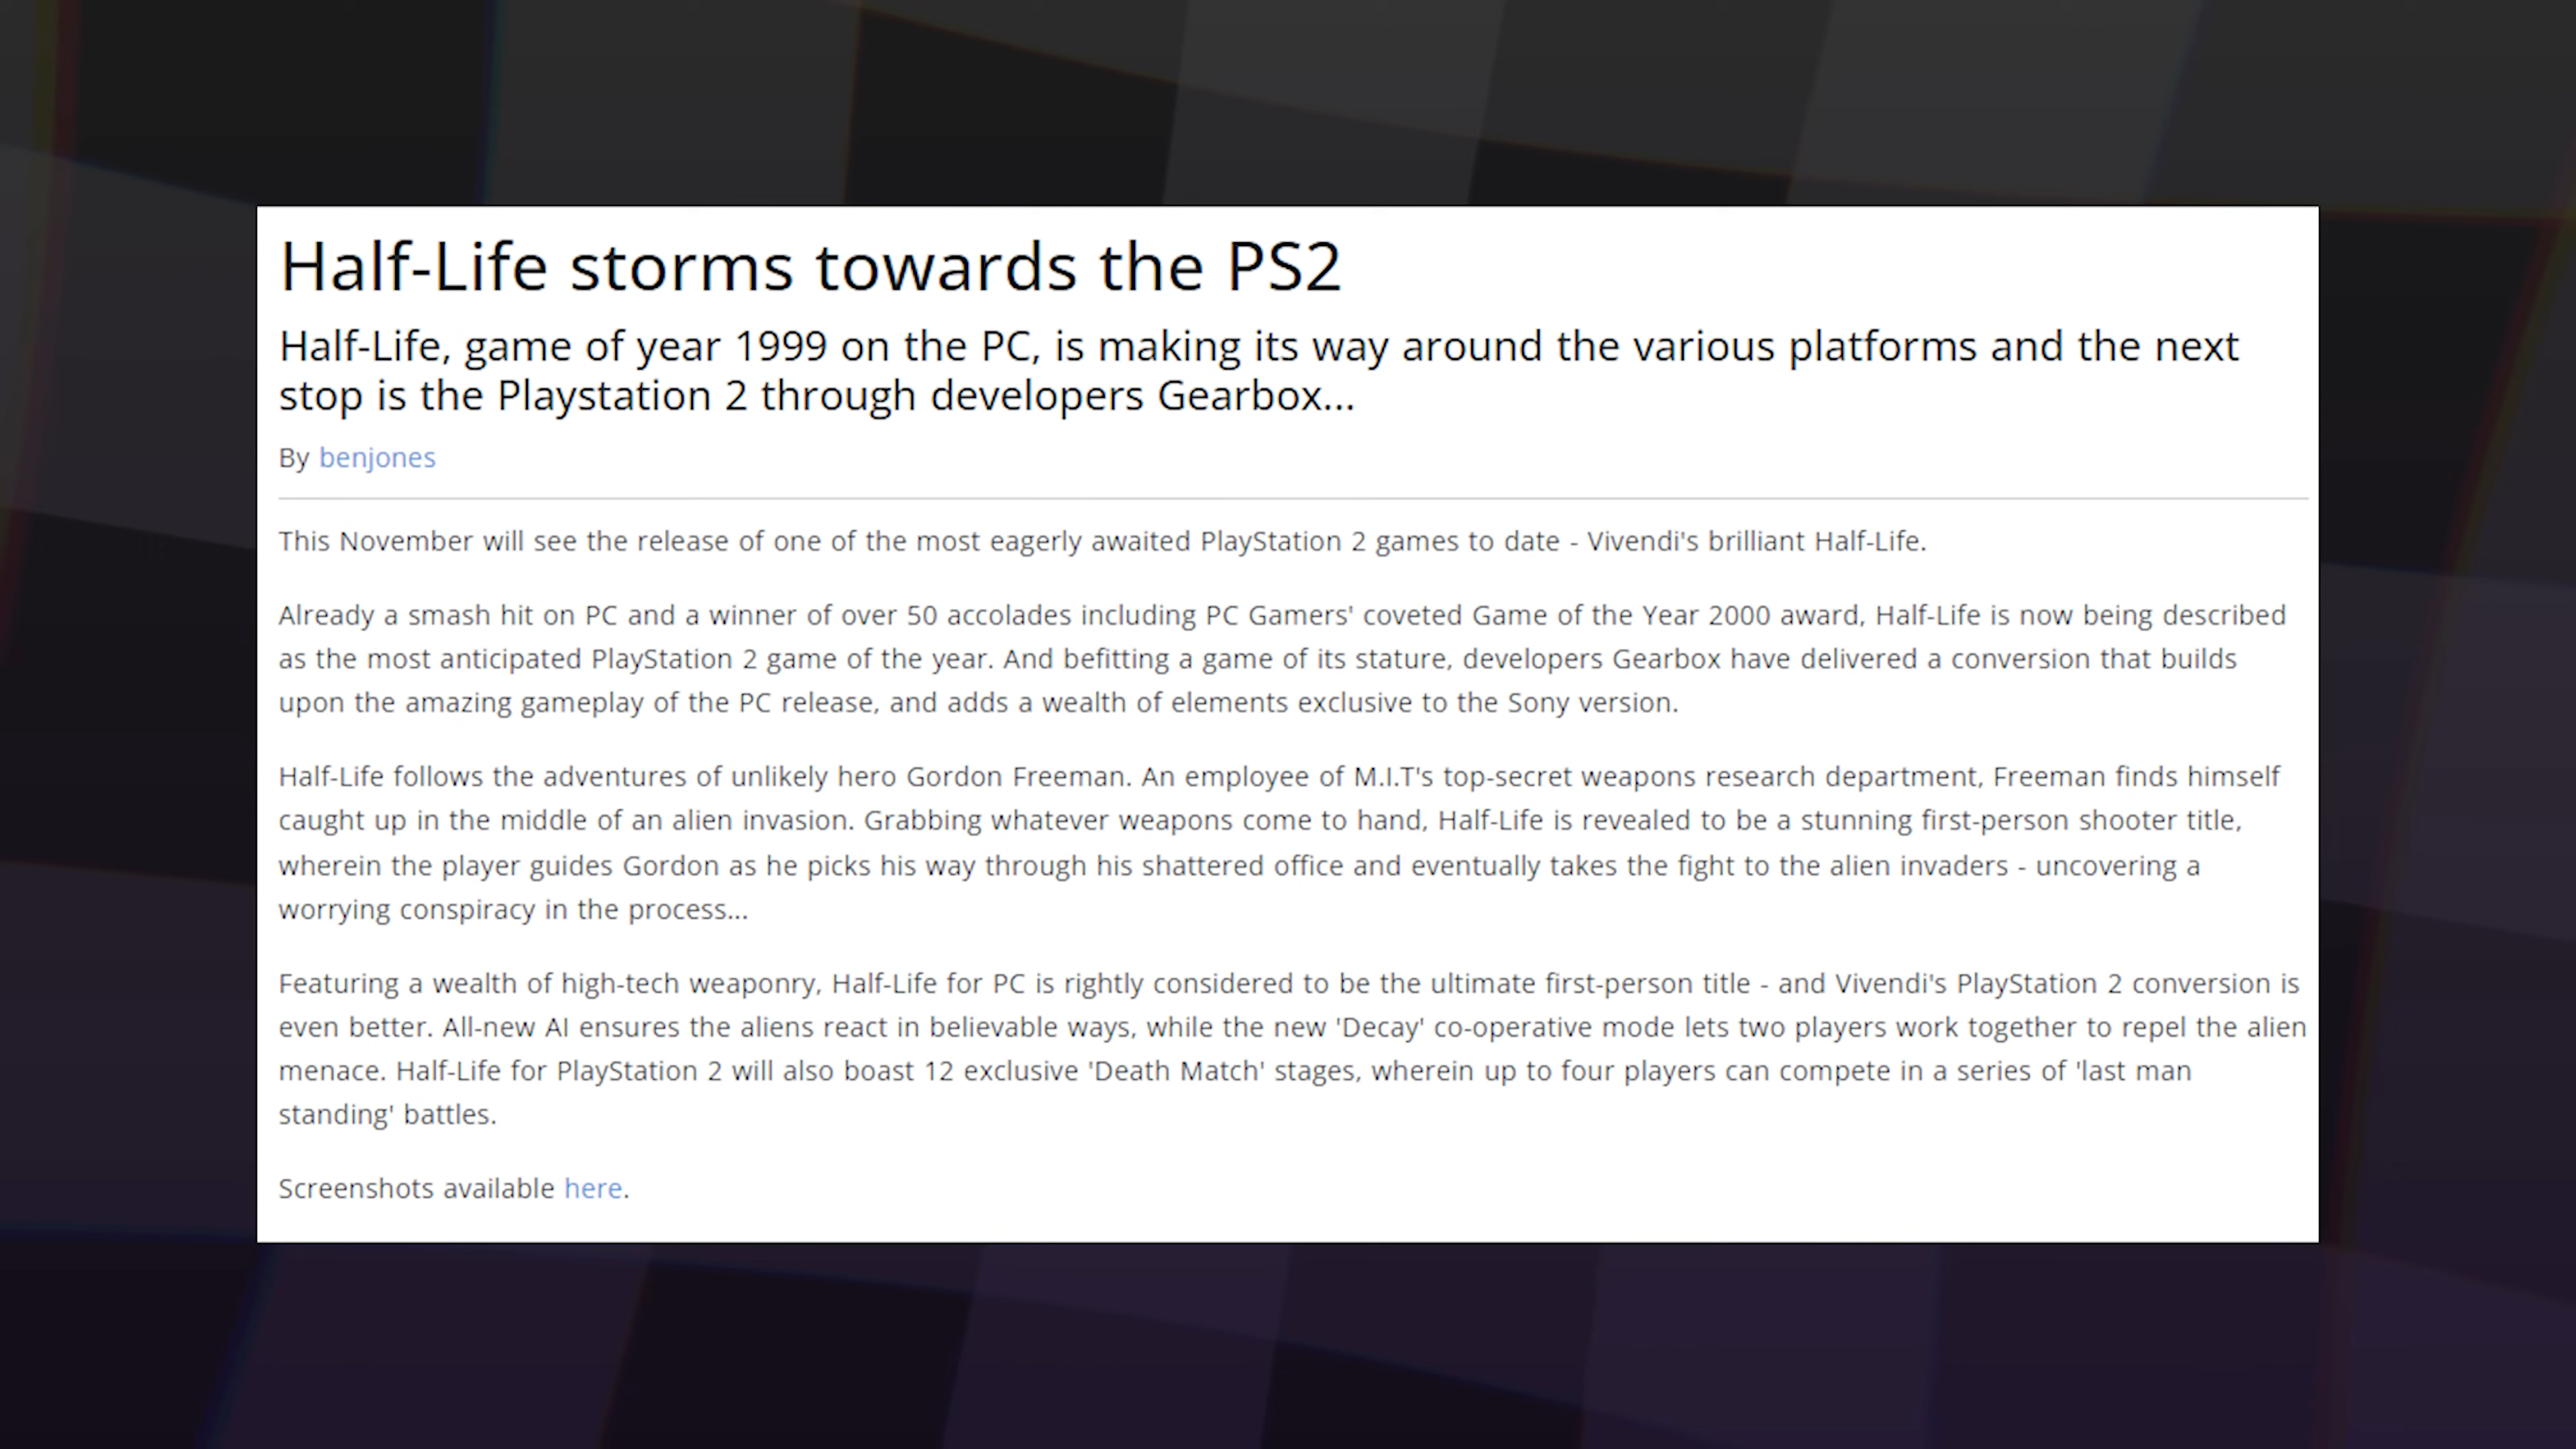 Half-Life storms towards the PS2
Half-Life, game of year 1999 on the PC, is making its way around the various platforms and the next
stop is the Playstation 2 through developers Gearbox...
By benjones
This November will see the release of one of the most eagerly awaited PlayStation 2 games to date - Vivendi's brilliant Half-Life.
Already a smash hit on PC and a winner of over 50 accolades including PC Gamers' coveted Game of the Year 2000 award, Half-Life is now being described
as the most anticipated PlayStation 2 game of the year. And befitting a game of its stature, developers Gearbox have delivered a conversion that builds
upon the amazing gameplay of the PC release, and adds a wealth of elements exclusive to the Sony version.
Half-Life follows the adventures of unlikely hero Gordon Freeman. An employee of M.I.T's top-secret weapons research department, Freeman finds himself
caught up in the middle of an alien invasion. Grabbing whatever weapons come to hand, Half-Life is revealed to be a stunning first-person shooter title,
wherein the player guides Gordon as he picks his way through his shattered office and eventually takes the fight to the alien invaders - uncovering a
worrying conspiracy in the process...
Featuring a wealth of high-tech weaponry, Half-Life for PC is rightly considered to be the ultimate first-person title - and Vivendi's PlayStation 2 conversion is
even better. All-new AI ensures the aliens react in believable ways, while the new 'Decay' co-operative mode lets two players work together to repel the alien
menace. Half-Life for PlayStation 2 will also boast 12 exclusive 'Death Match' stages, wherein up to four players can compete in a series of 'last man
standing' battles.
Screenshots available here.